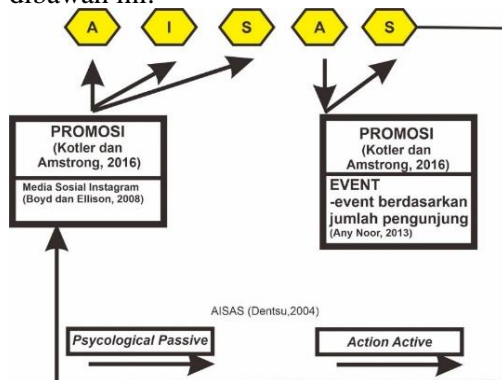 dibawah ini:
A I S A S
PROMOSI
(Kotler dan
Amstrong, 2016)
Media Sosial Instagram
(Boyd dan Ellison, 2008)
PROMOSI
(Kotler dan
Amstrong, 2016)
EVENT
-event berdasarkan
jumlah pengunjung
(Any Noor, 2013)
AISAS (Dentsu,2004)
Psycological Passive
Action Active